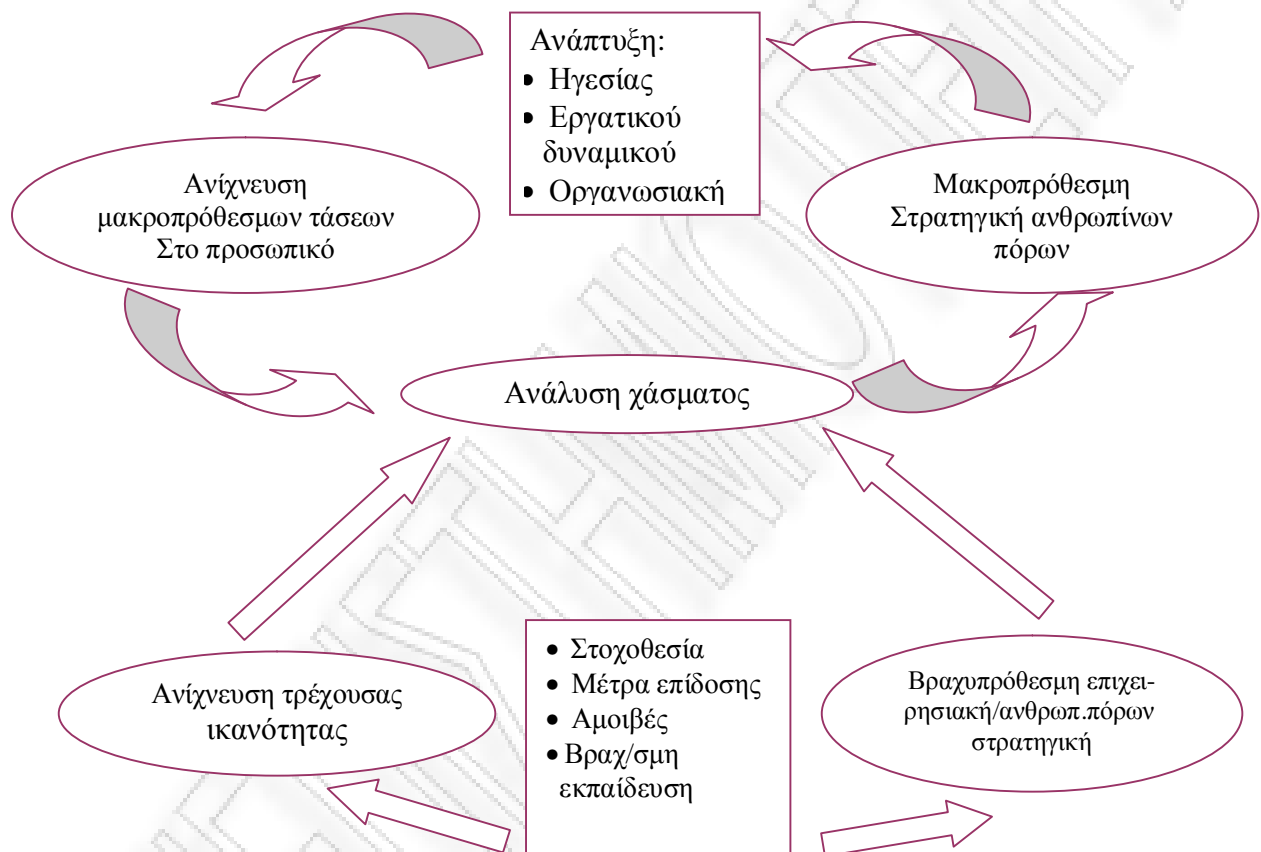 Ανάπτυξη:
• Ηγεσίας
• Εργατικού
δυναμικού
• Οργανωσιακή
Ανίχνευση
μακροπρόθεσμων τάσεων
Στο προσωπικό
Μακροπρόθεσμη
Στρατηγική ανθρωπίνων
πόρων
Ανάλυση χάσματος
Ανίχνευση τρέχουσας
ικανότητας
• Στοχοθεσία
• Μέτρα επίδοσης
• Αμοιβές
• Βραχ/σμη
εκπαίδευση
Βραχυπρόθεσμη επιχει-
ρησιακή/ανθρωπ.πόρων
στρατηγική